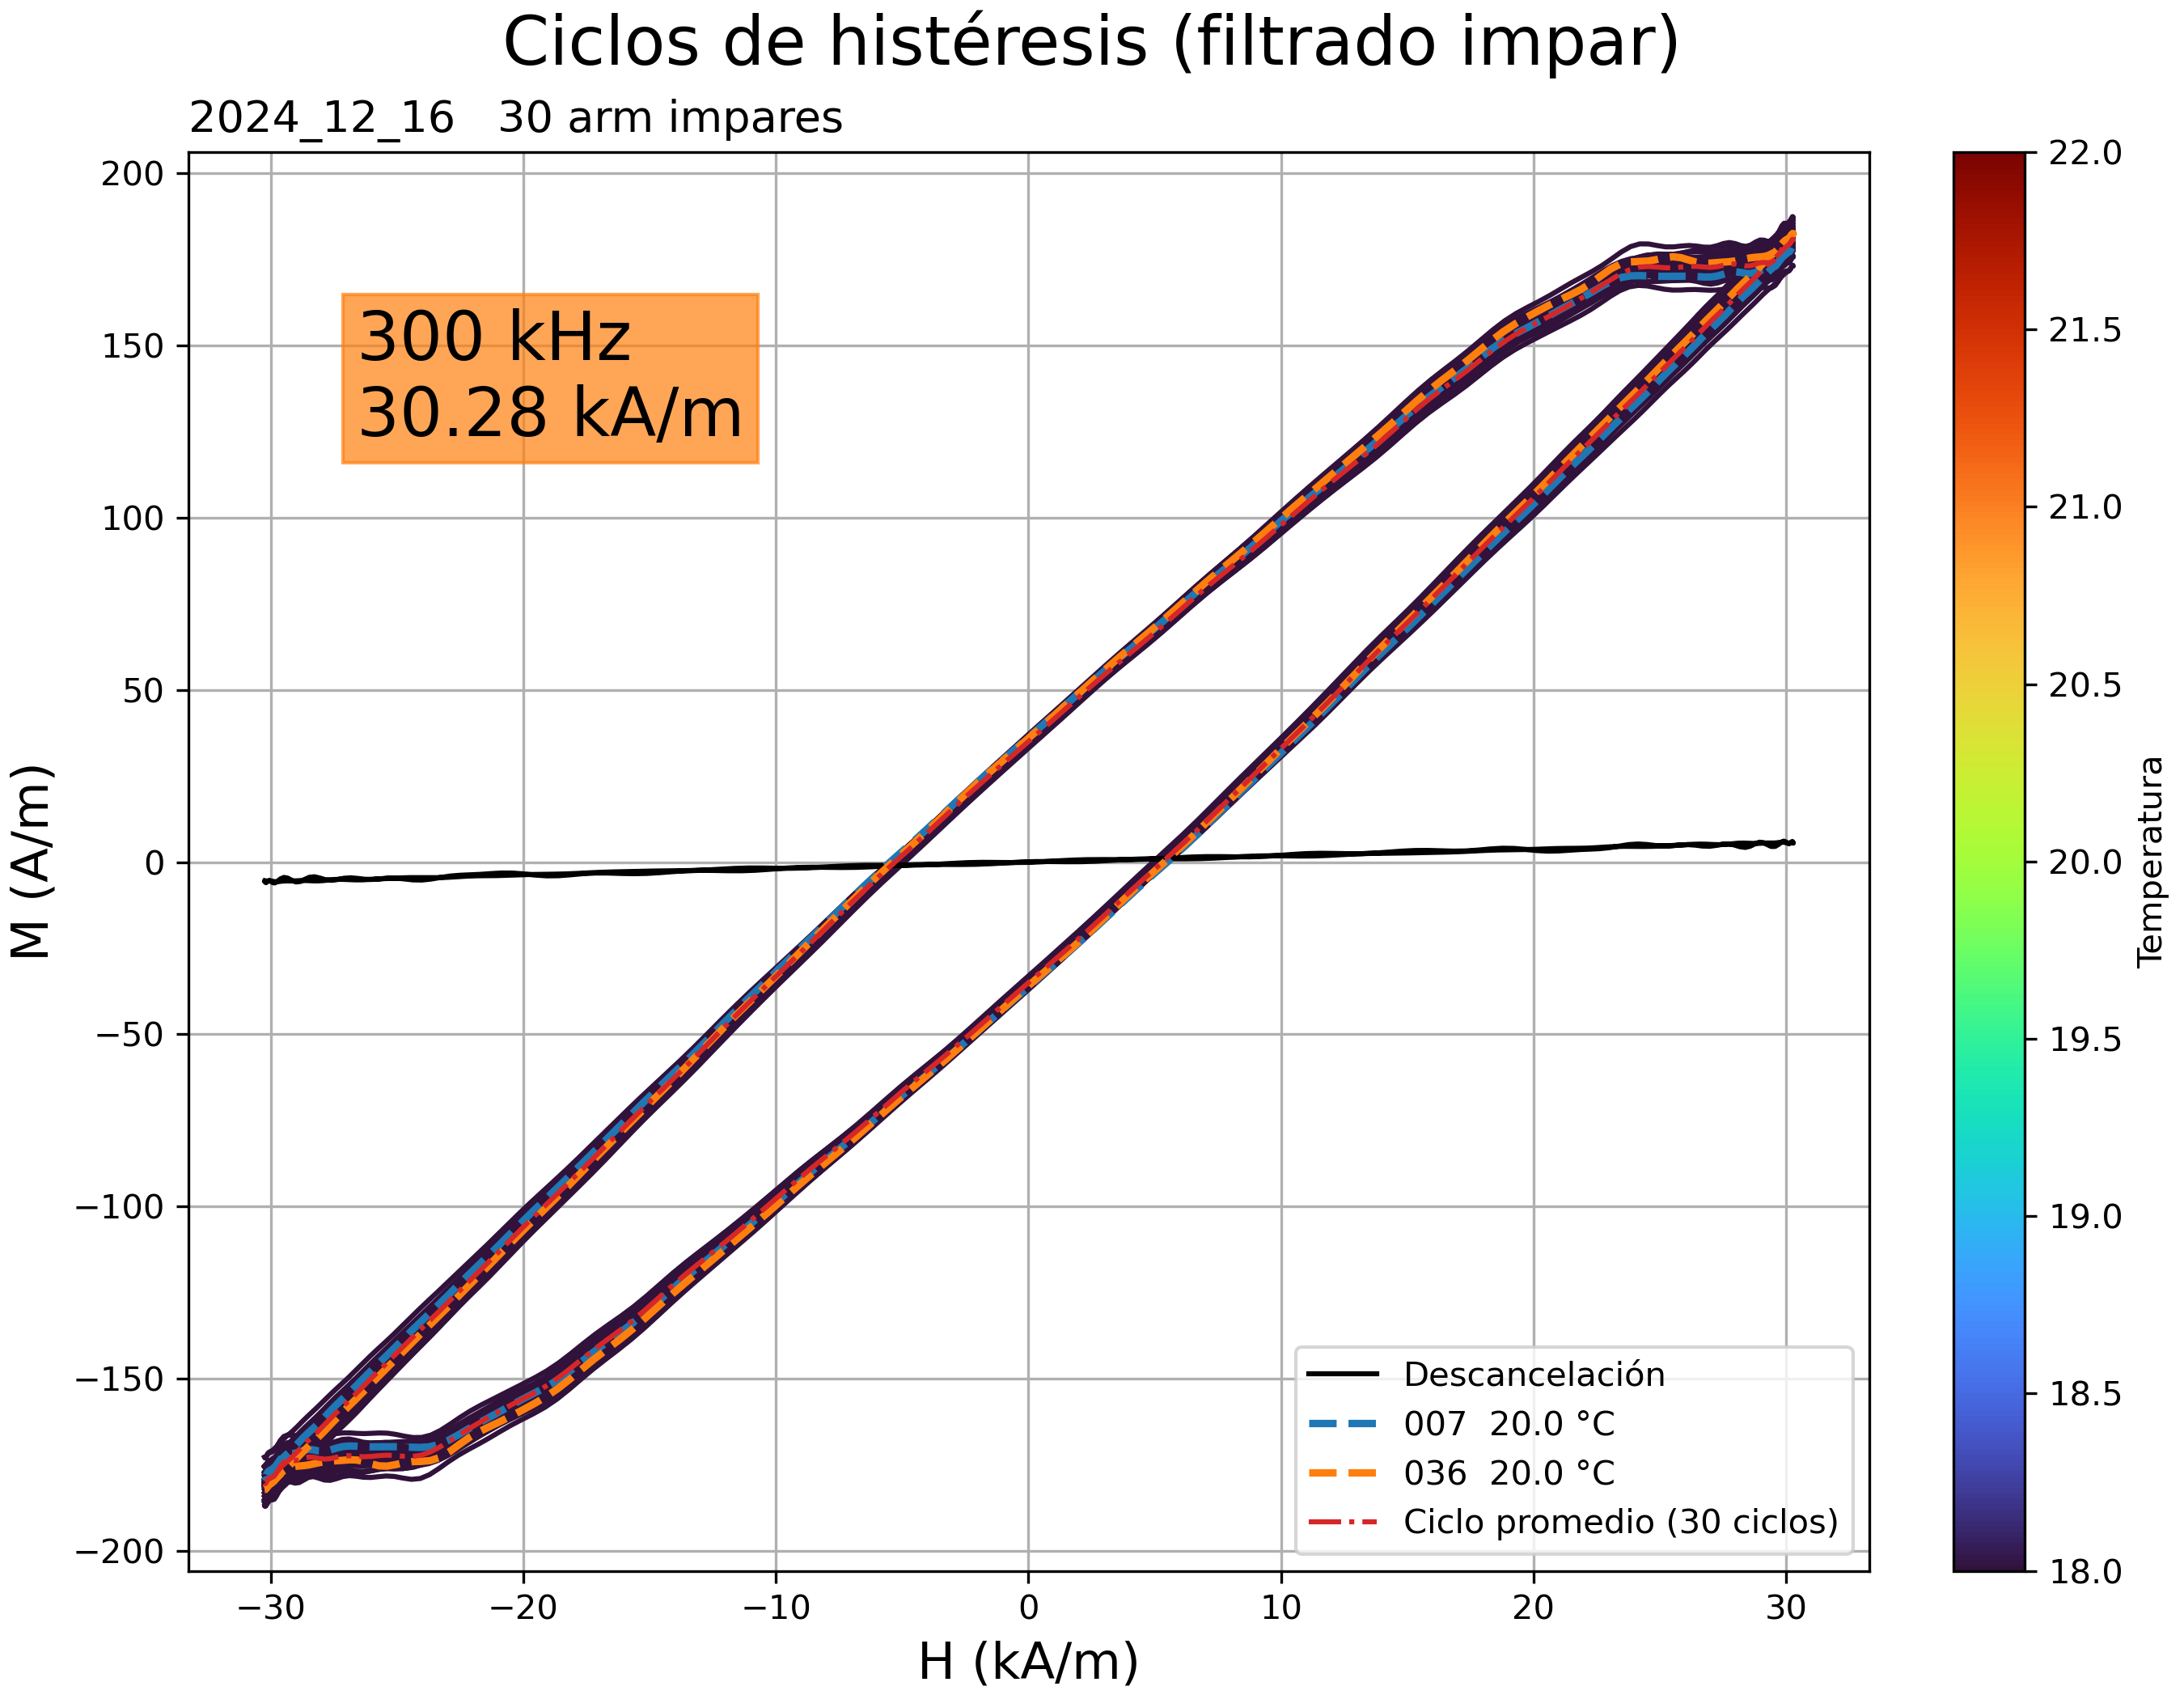 Ciclos de histéresis (filtrado impar)
2024_12_16   30 arm impares
300 kHz
30.28 kA/m
M (A/m)
200
150
100
50
0
−50
−100
−150
−200
−30
−20
−10
0
10
20
30
H (kA/m)
Descancelación
007  20.0 °C
036  20.0 °C
Ciclo promedio (30 ciclos)
22.0
21.5
21.0
20.5
20.0
19.5
19.0
18.5
18.0
Temperatura